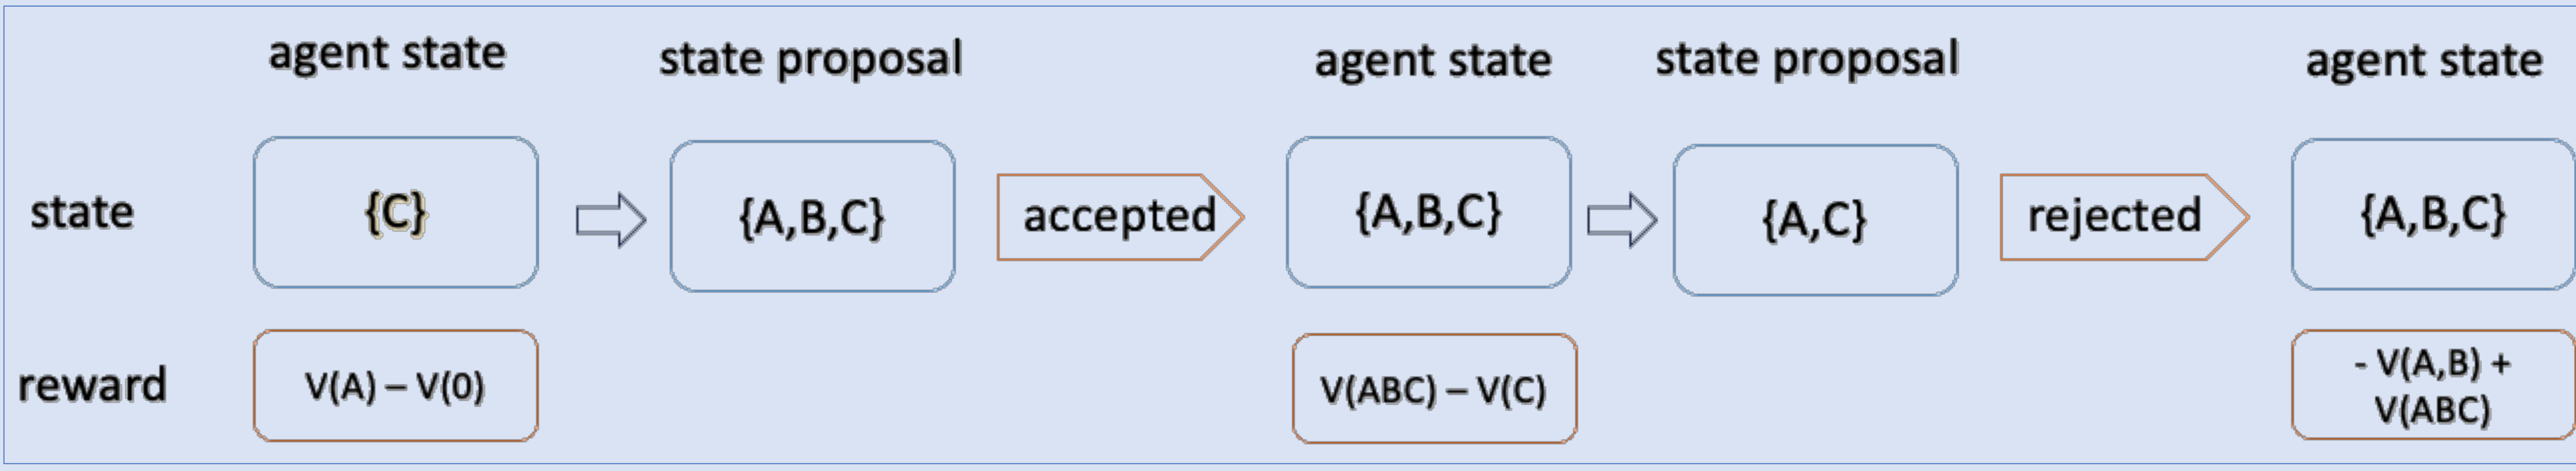 agent state
state proposal
agent state
state proposal
agent state
state
{C}
{A,B,C}
accepted
{A,B,C}
{A,C}
rejected
{A,B,C}
reward
V(A) – V(0)
V(ABC) – V(C)
- V(A,B) +
V(ABC)